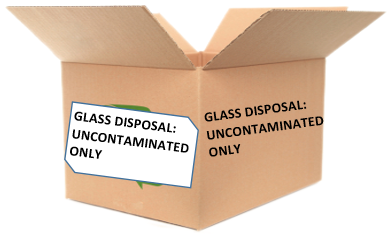 GLASS DISPOSAL:
UNCONTAMINATED
ONLY
GLASS DISPOSAL:
UNCONTAMINATED
ONLY